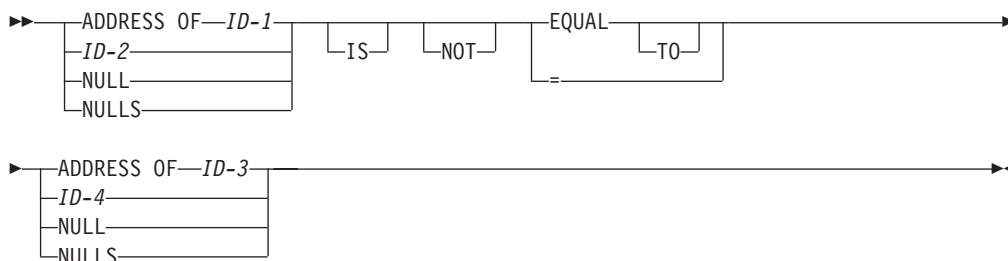 ADDRESS OF ID-1 IS NOT EQUAL TO
ID-2 =
NULL
NULLS
ADDRESS OF ID-3
ID-4
NULL
NULLS